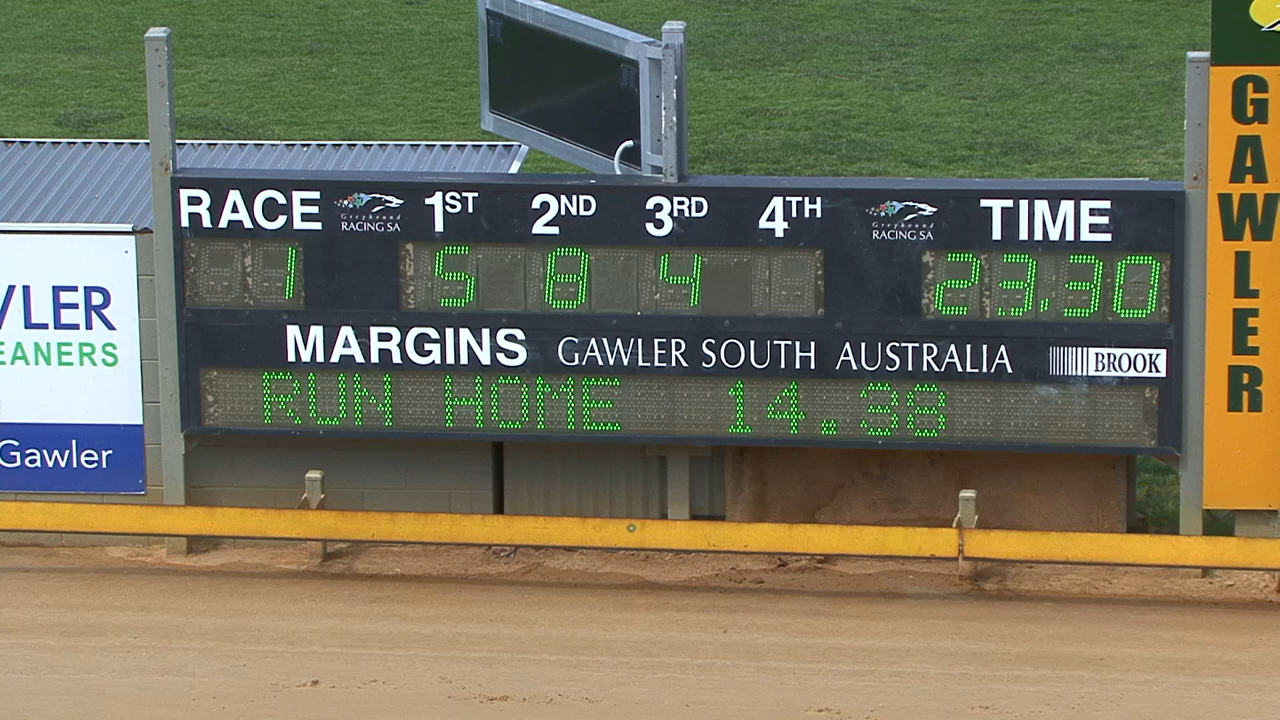 RACE
Greyhound
RACING SA
1ST 2ND 3RD 4TH
Greyhound
RACING SA
TIME
1 5 8 4 23.30
MARGINS GAWLER SOUTH AUSTRALIA BROOK
RUN HOME 14.38
VLER
EANERS
Gawler
GAWLER